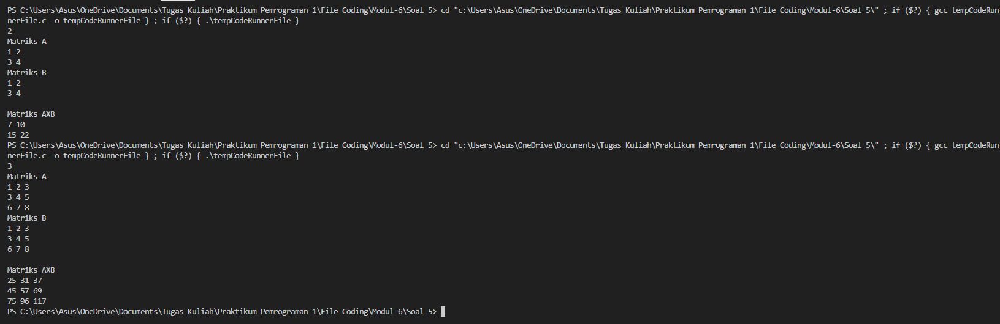 PS C:\Users\Asus\OneDrive\Documents\Tugas Kuliah\Praktikum Pemrograman 1\File Coding\Modul-6\Soal 5> cd "c:\Users\Asus\OneDrive\Documents\Tugas Kuliah\Praktikum Pemrograman 1\File Coding\Modul-6\Soal 5\" ; if ($?) { gcc tempCodeRun
nerFile.c -o tempCodeRunnerFile } ; if ($?) { .\tempCodeRunnerFile }
2
Matriks A
1 2
3 4
Matriks B
1 2
3 4

Matriks AXB
7 10
15 22
PS C:\Users\Asus\OneDrive\Documents\Tugas Kuliah\Praktikum Pemrograman 1\File Coding\Modul-6\Soal 5> cd "c:\Users\Asus\OneDrive\Documents\Tugas Kuliah\Praktikum Pemrograman 1\File Coding\Modul-6\Soal 5\" ; if ($?) { gcc tempCodeRun
nerFile.c -o tempCodeRunnerFile } ; if ($?) { .\tempCodeRunnerFile }
3
Matriks A
1 2 3
3 4 5
6 7 8
Matriks B
1 2 3
3 4 5
6 7 8

Matriks AXB
25 31 37
45 57 69
75 96 117
PS C:\Users\Asus\OneDrive\Documents\Tugas Kuliah\Praktikum Pemrograman 1\File Coding\Modul-6\Soal 5>